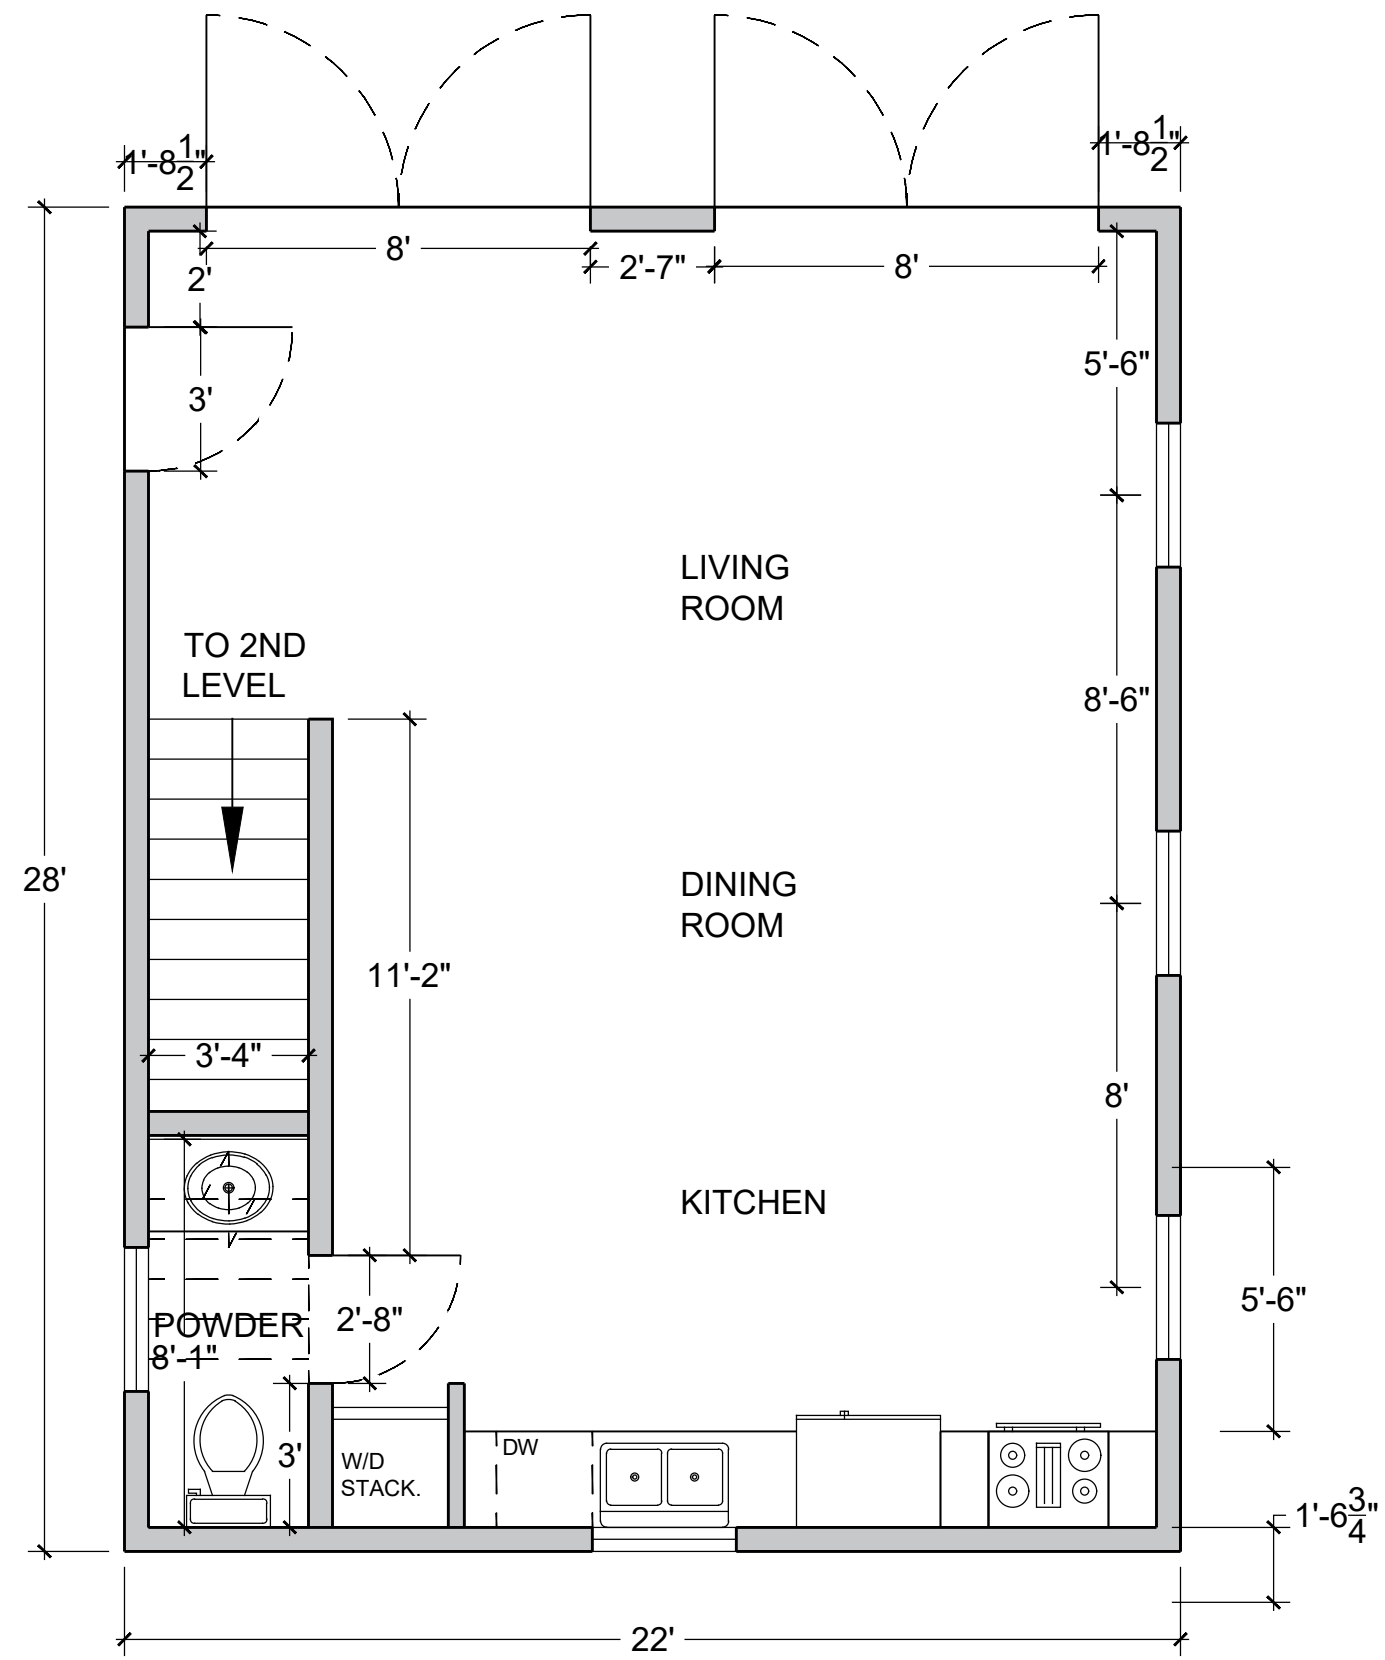 1'-8 1/2"
1'-8 1/2"
8'
2'-7"
8'
2'
5'-6"
3'
LIVING
ROOM
TO 2ND
LEVEL
8'-6"
28'
DINING
ROOM
11'-2"
3'-4"
8'
KITCHEN
5'-6"
POWDER
2'-8"
8'-1"
DW
3'
W/D
STACK.
1'-6 3/4"
22'